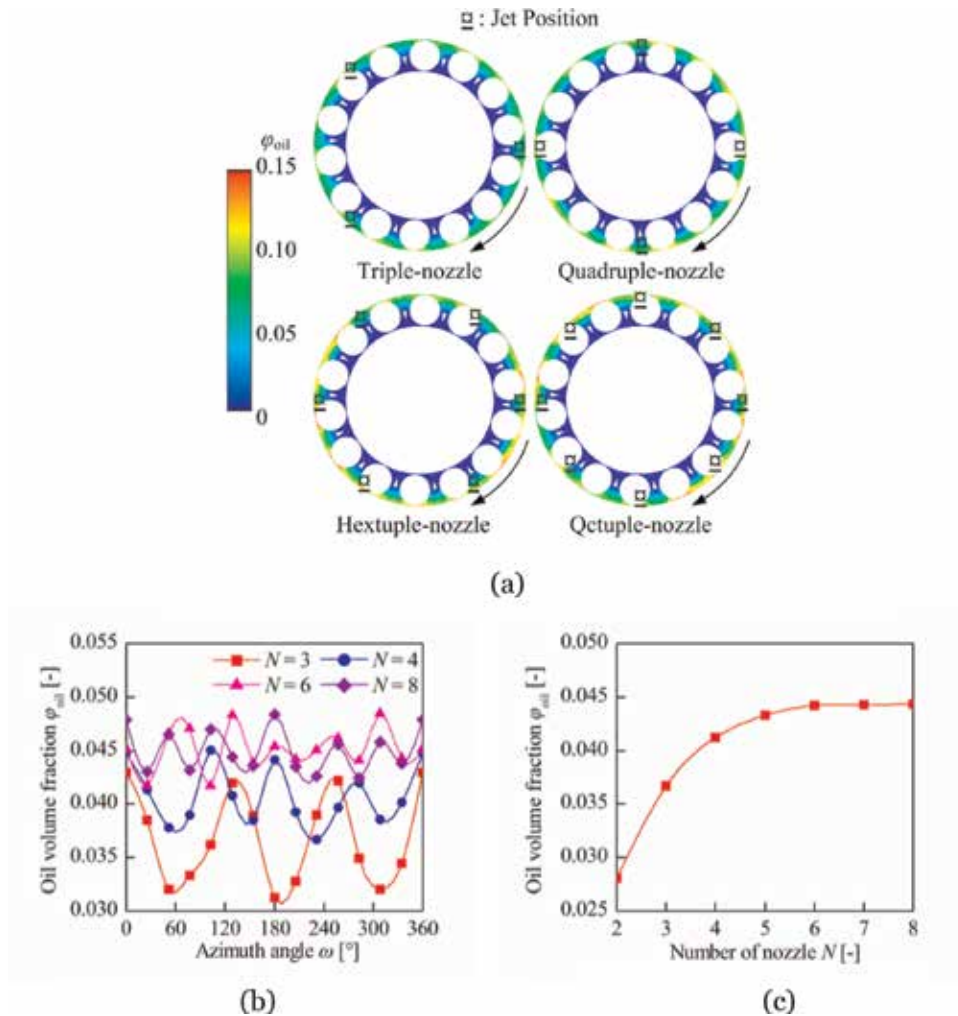 ¤ : Jet Position
φoil
0.15
0.10
0.05
0
Triple-nozzle
Quadruple-nozzle
Hextuple-nozzle
Qctuple-nozzle
(a)
Oil volume fraction φoil [-]
0.055
0.050
0.045
0.040
0.035
0.030
N = 3
N = 4
N = 6
N = 8
0 60 120 180 240 300 360
Azimuth angle ω [°]
(b)
Oil volume fraction φoil [-]
0.050
0.045
0.040
0.035
0.030
0.025
2 3 4 5 6 7 8
Number of nozzle N [-]
(c)